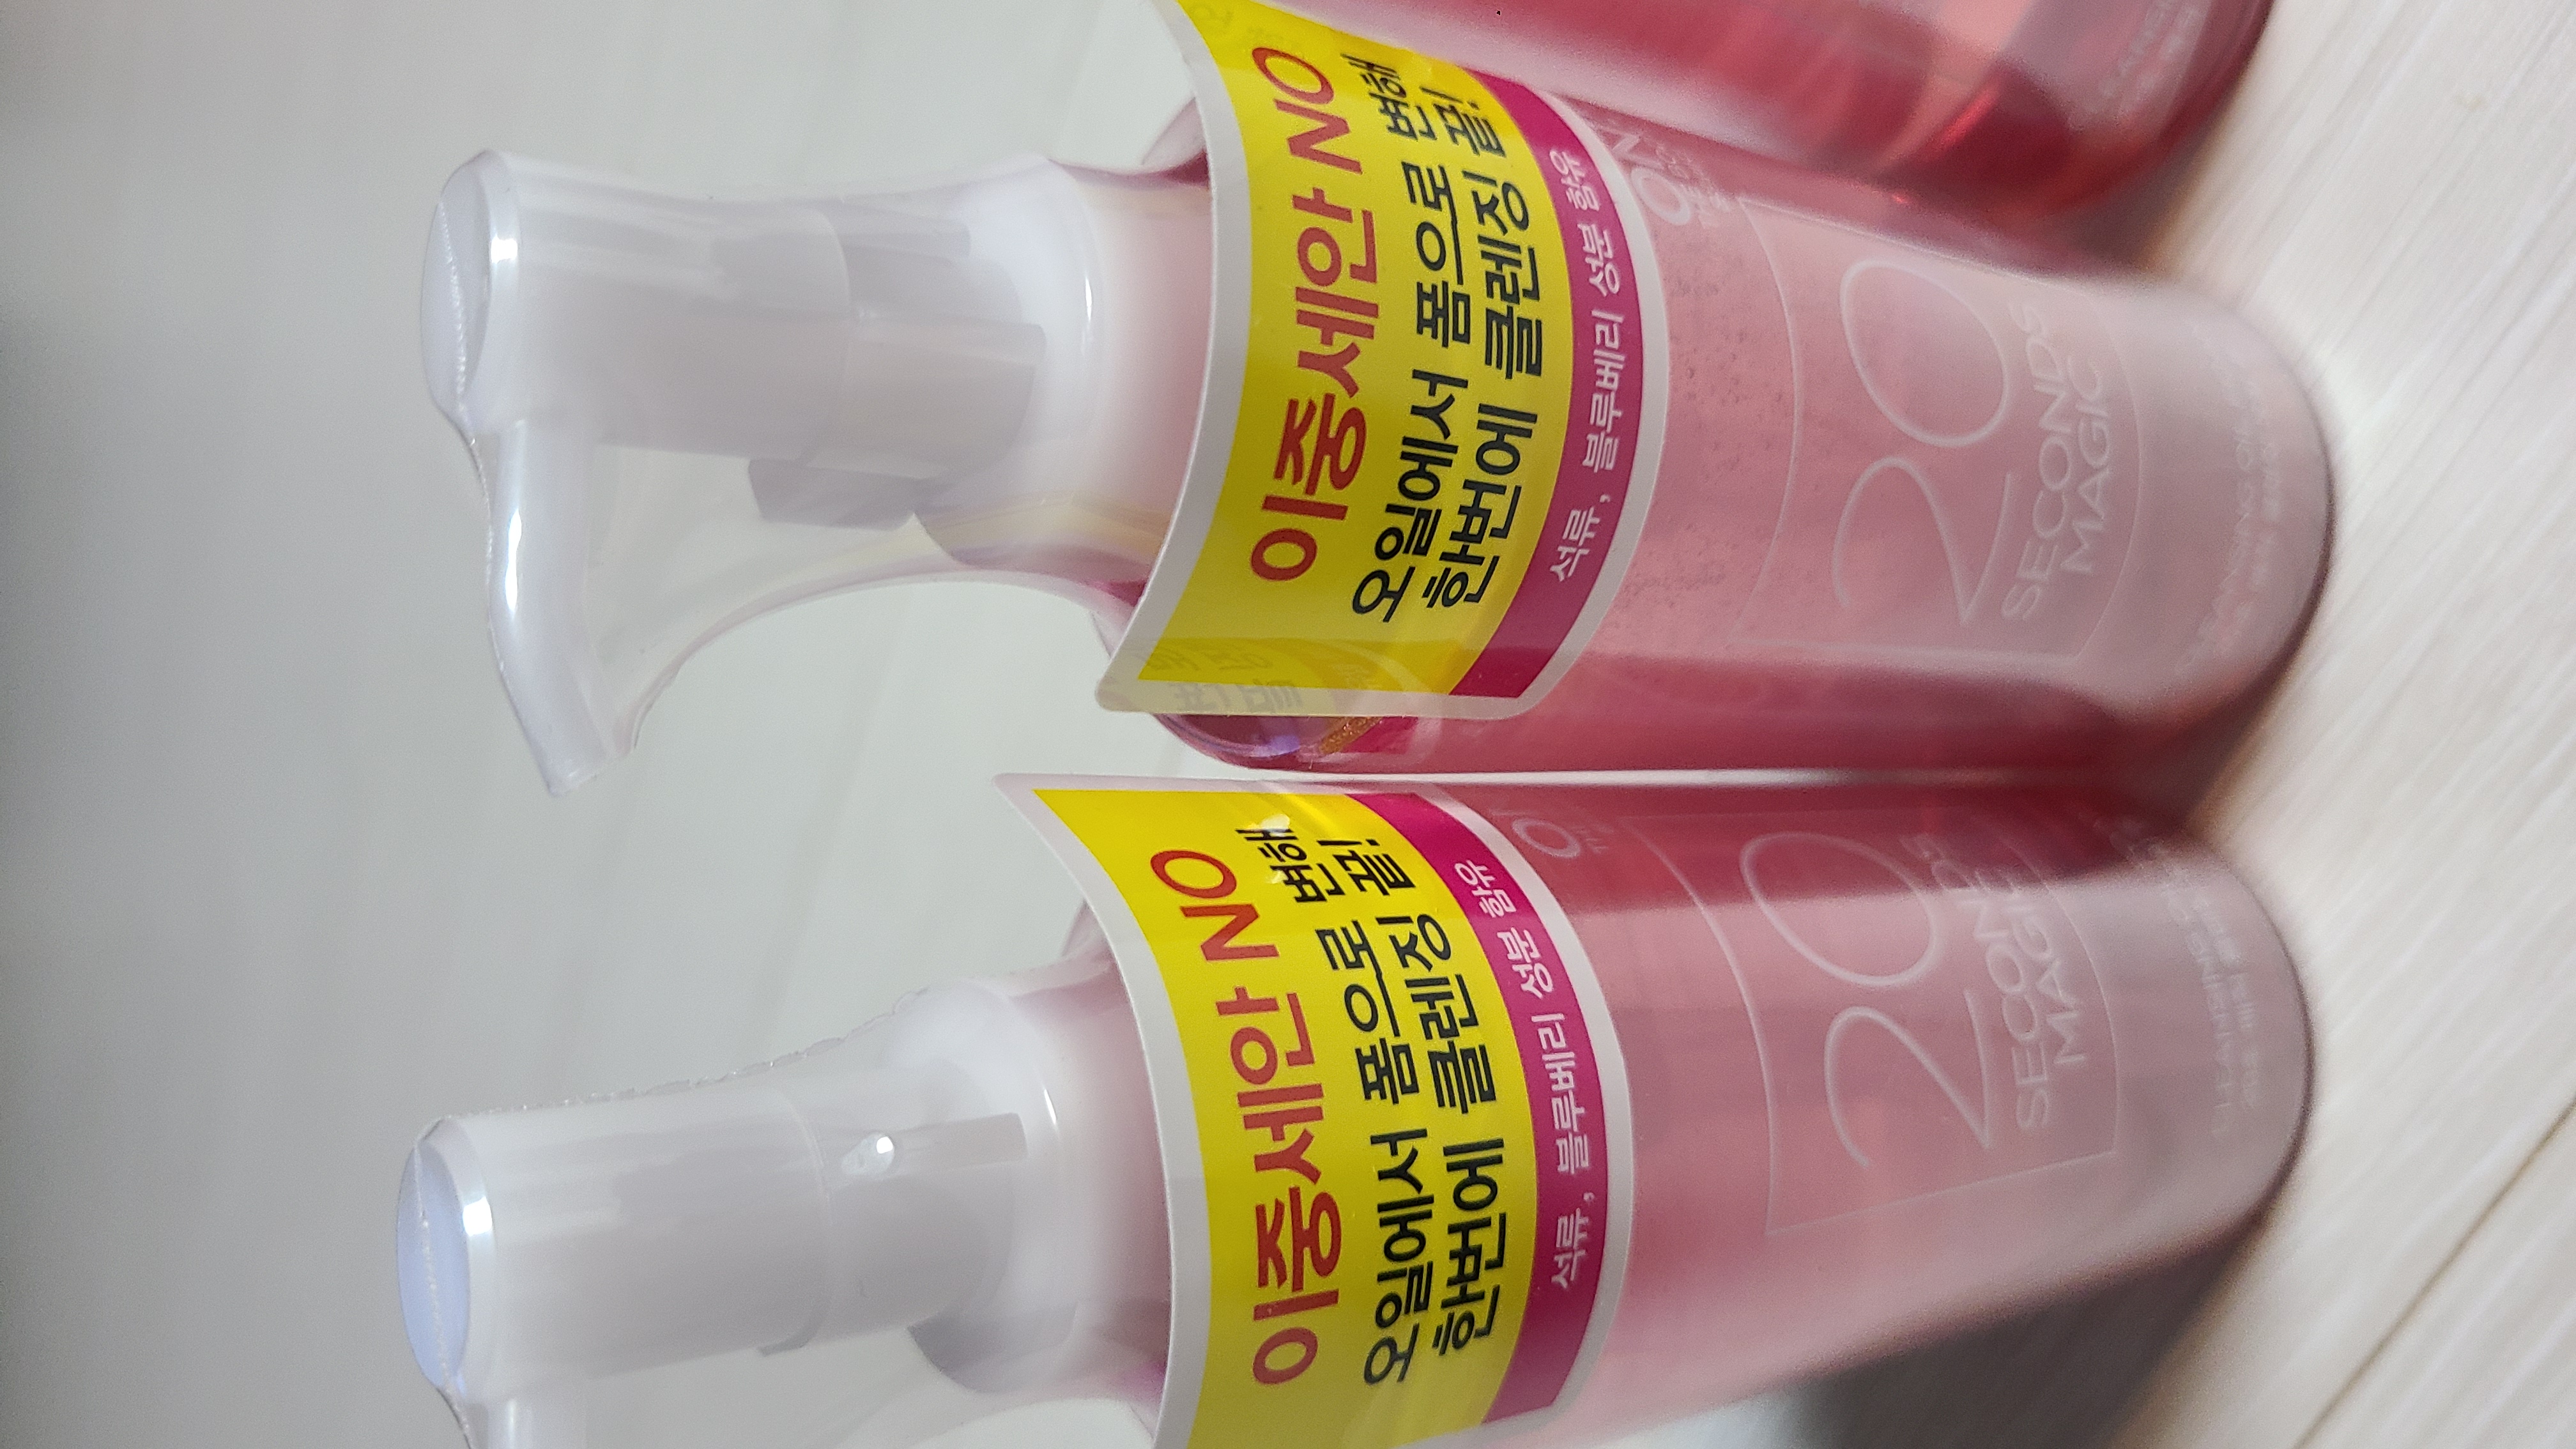 이중세안 NO
오일에서 폼으로 변해
한번에 클렌징 끝!
석류, 블루베리 성분 함유
20
SECONDS
MAGIC
CLEANSING OIL
이중세안 NO
오일에서 폼으로 변해
한번에 클렌징 끝!
석류, 블루베리 성분 함유
20
SECONDS
MAGIC
CLEANSING